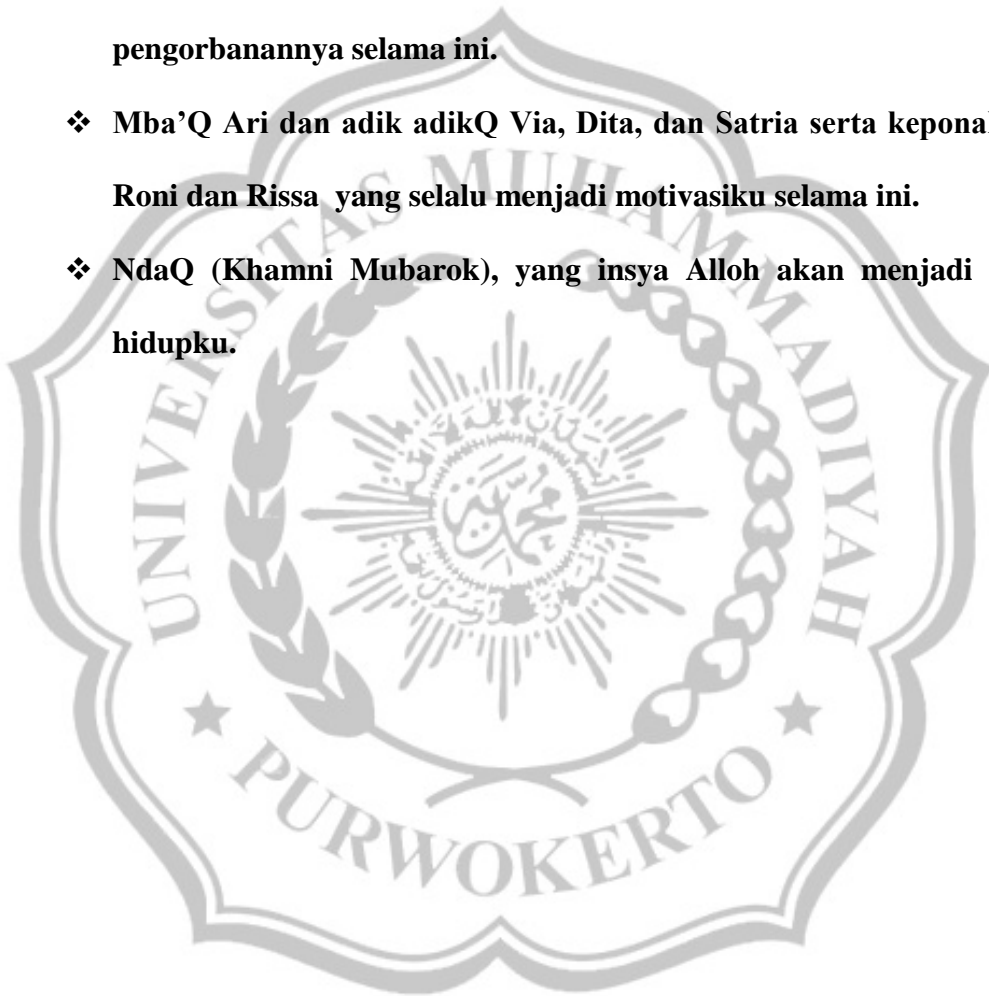 pengorbanannya selama ini.
❖ Mba’Q Ari dan adik adikQ Via, Dita, dan Satria serta
Roni dan Rissa yang selalu menjadi motivasiku selama ini.
❖ NdaQ (Khamni Mubarok), yang insya Alloh akan menjadi
hidupku.
UNIVERSITAS MUHAMMADIYAH
PURWOKERTO
محمد